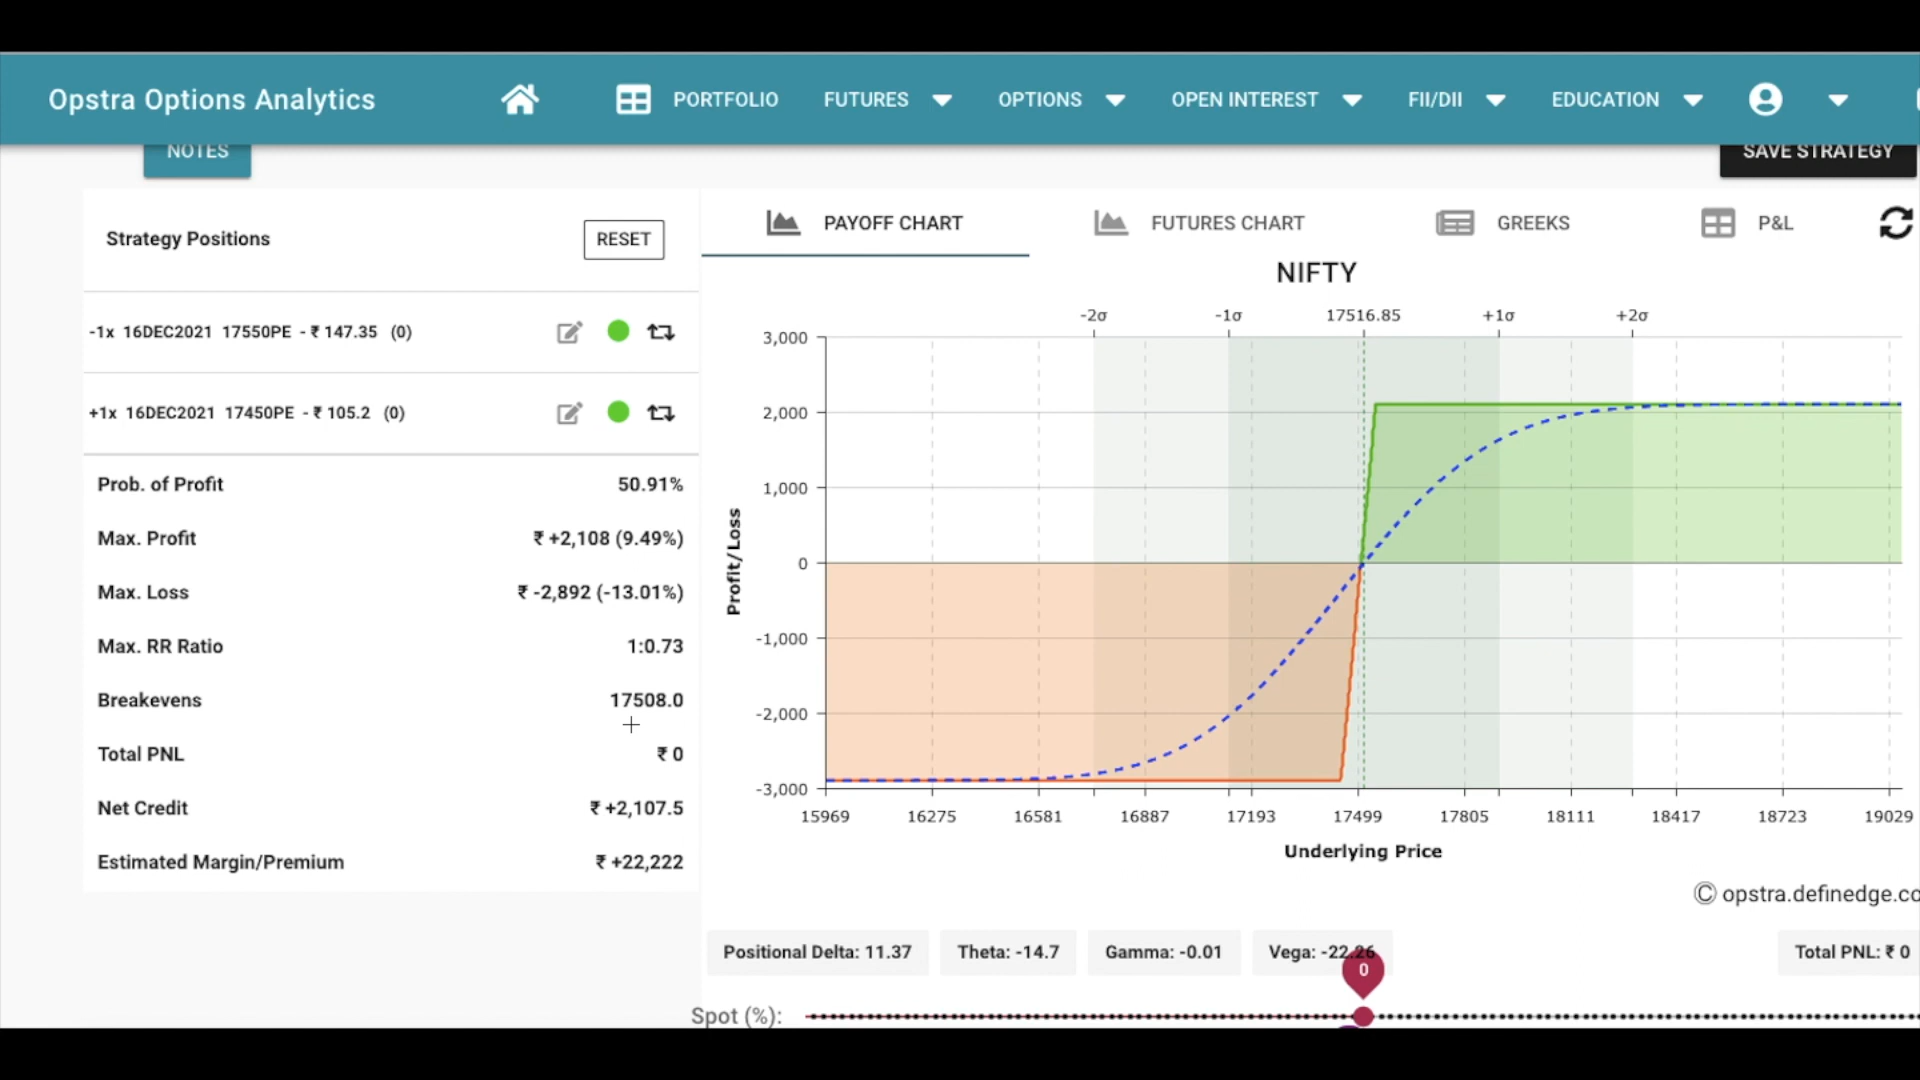 Opstra Options Analytics PORTFOLIO FUTURES OPTIONS OPEN INTEREST FII/DII EDUCATION
NOTES SAVE STRATEGY
Strategy Positions RESET
-1x 16DEC2021 17550PE - ₹ 147.35 (0)
+1x 16DEC2021 17450PE - ₹ 105.2 (0)
Prob. of Profit 50.91%
Max. Profit ₹ +2,108 (9.49%)
Max. Loss ₹ -2,892 (-13.01%)
Max. RR Ratio 1:0.73
Breakevens 17508.0
Total PNL ₹ 0
Net Credit ₹ +2,107.5
Estimated Margin/Premium ₹ +22,222
PAYOFF CHART FUTURES CHART GREEKS P&L
NIFTY
-2σ -1σ 17516.85 +1σ +2σ
3,000
2,000
1,000
0
-1,000
-2,000
-3,000
Profit/Loss
15969 16275 16581 16887 17193 17499 17805 18111 18417 18723 19029
Underlying Price
© opstra.definedge.co
Positional Delta: 11.37 Theta: -14.7 Gamma: -0.01 Vega: -22.26 Total PNL: ₹ 0
0
Spot (%):